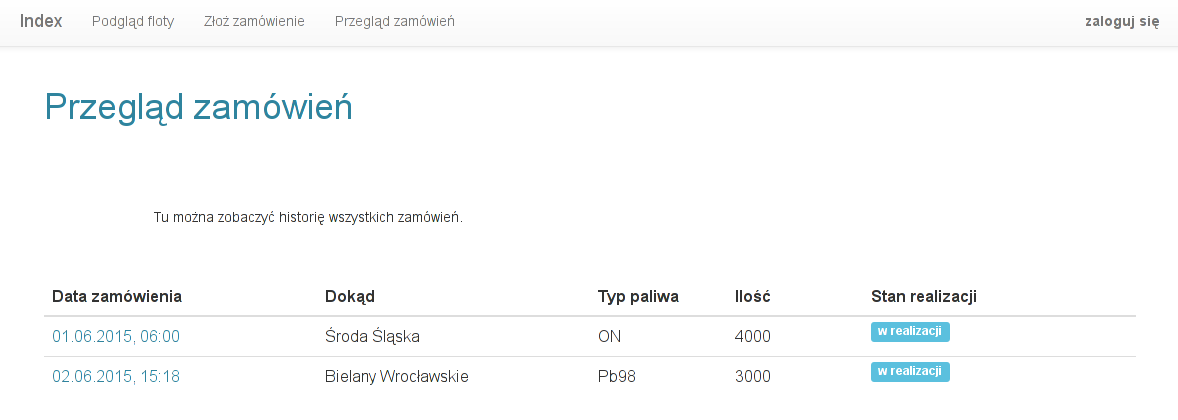 Index Podgląd floty Złoż zamówienie Przegląd zamówień zaloguj się
Przegląd zamówień
Tu można zobaczyć historię wszystkich zamówień.
Data zamówienia Dokąd Typ paliwa Ilość Stan realizacji
01.06.2015, 06:00 Środa Śląska ON 4000 w realizacji
02.06.2015, 15:18 Bielany Wrocławskie Pb98 3000 w realizacji